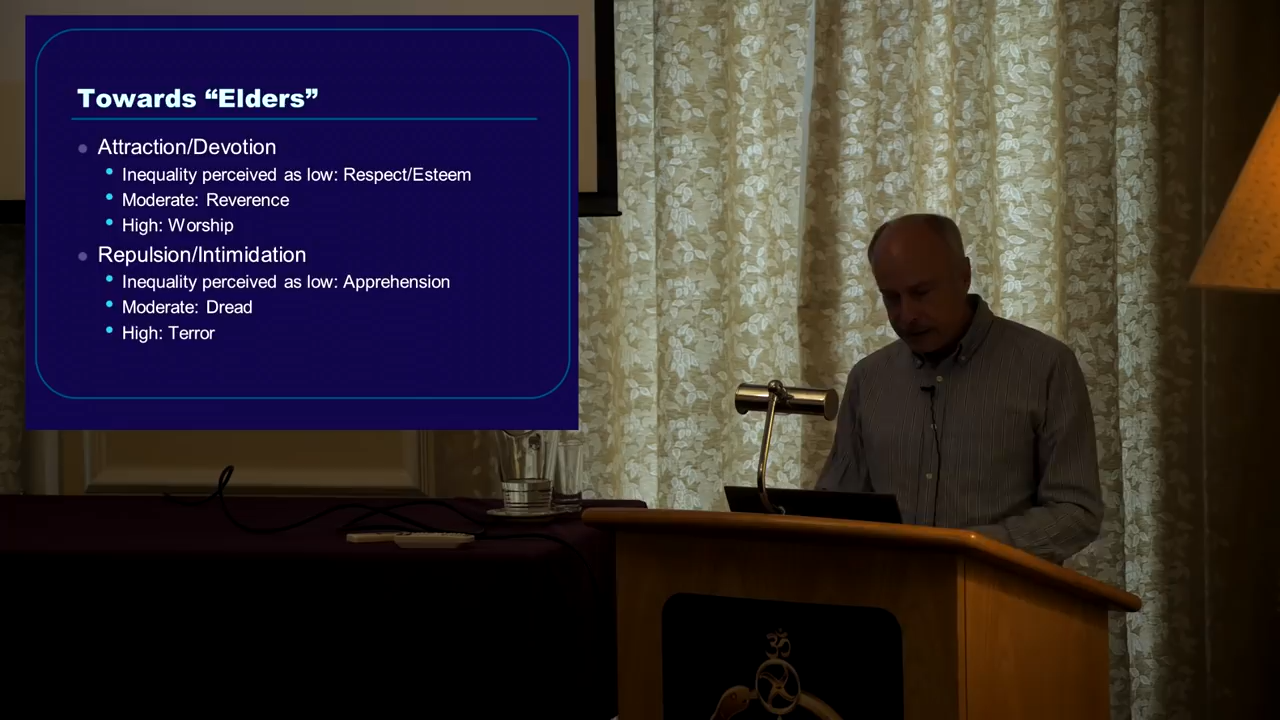 Towards “Elders”
Attraction/Devotion
Inequality perceived as low: Respect/Esteem
Moderate: Reverence
High: Worship
Repulsion/Intimidation
Inequality perceived as low: Apprehension
Moderate: Dread
High: Terror
ॐ